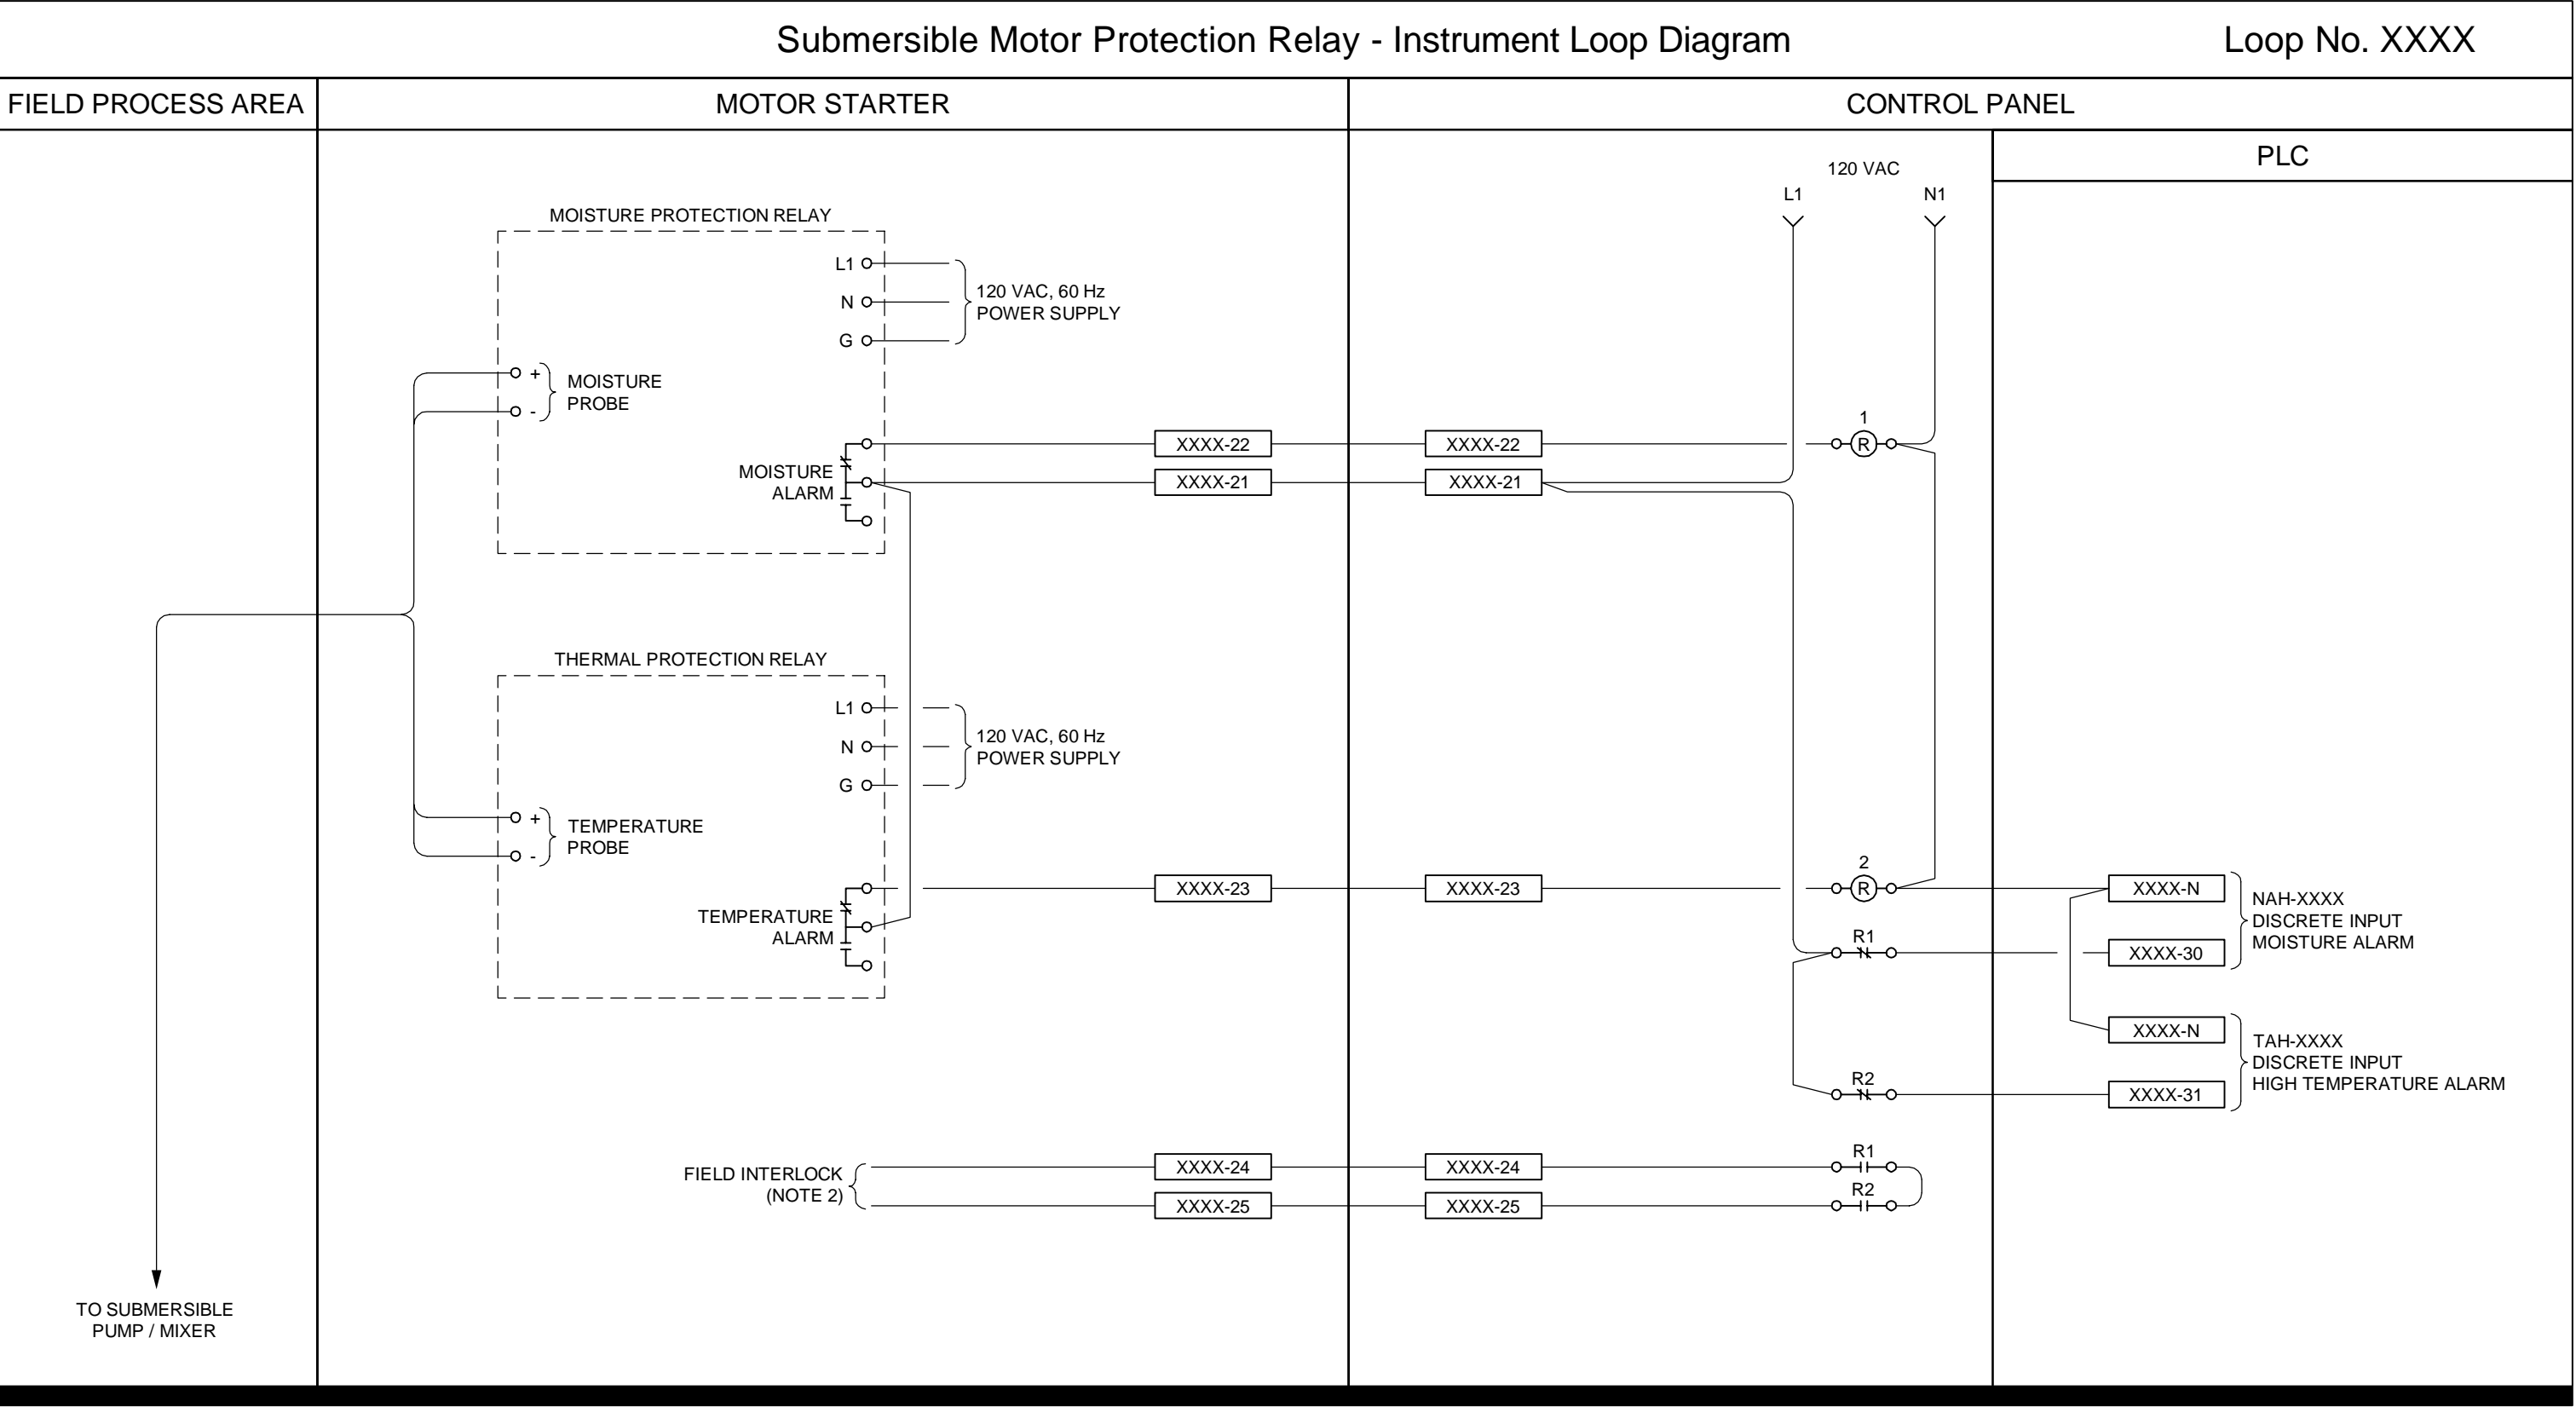 Submersible Motor Protection Relay - Instrument Loop Diagram
Loop No. XXXX
FIELD PROCESS AREA
MOTOR STARTER
CONTROL PANEL
PLC
120 VAC
L1
N1
MOISTURE PROTECTION RELAY
L1
N
G
120 VAC, 60 Hz
POWER SUPPLY
+
-
MOISTURE
PROBE
MOISTURE
ALARM
XXXX-22
XXXX-22
1
R
XXXX-21
XXXX-21
THERMAL PROTECTION RELAY
L1
N
G
120 VAC, 60 Hz
POWER SUPPLY
+
-
TEMPERATURE
PROBE
TEMPERATURE
ALARM
XXXX-23
XXXX-23
2
R
XXXX-N
R1
XXXX-30
NAH-XXXX
DISCRETE INPUT
MOISTURE ALARM
XXXX-N
R2
XXXX-31
TAH-XXXX
DISCRETE INPUT
HIGH TEMPERATURE ALARM
FIELD INTERLOCK
(NOTE 2)
XXXX-24
XXXX-24
R1
XXXX-25
XXXX-25
R2
TO SUBMERSIBLE
PUMP / MIXER